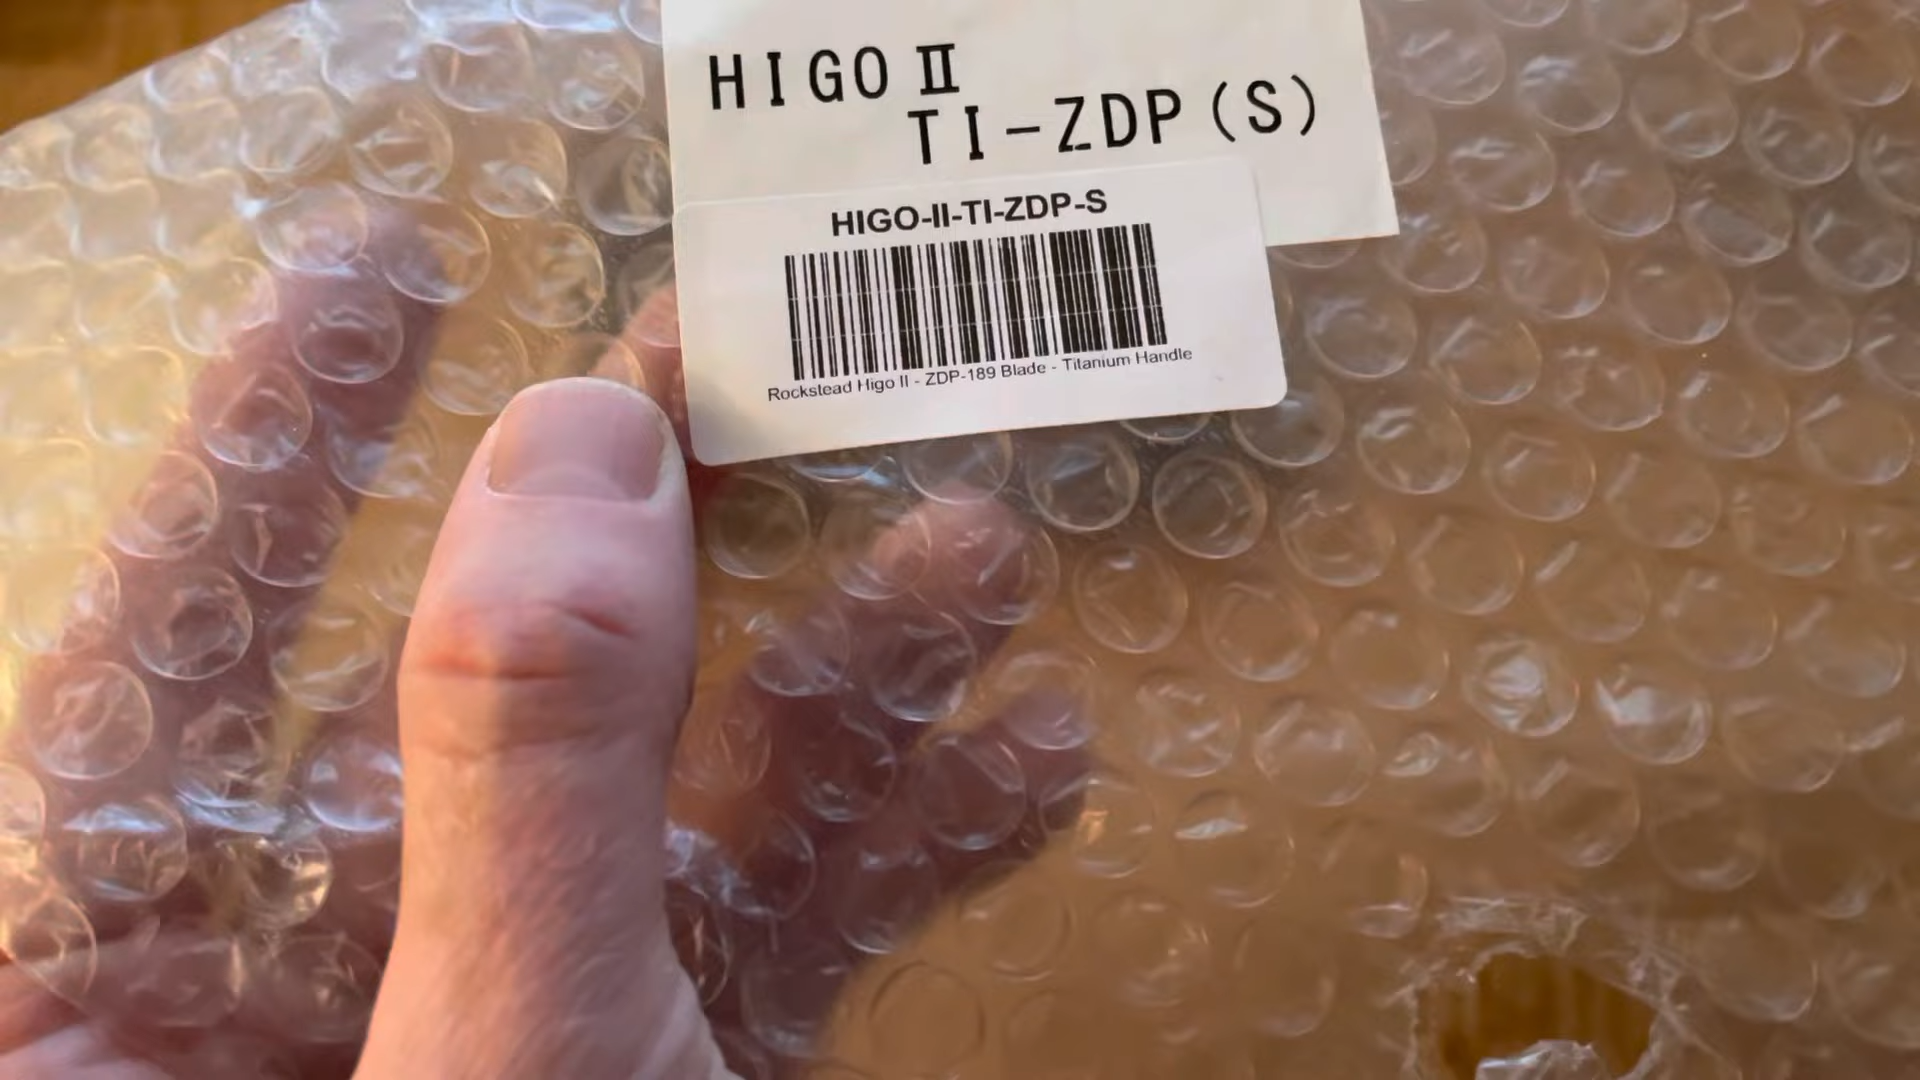 HIGO Ⅱ
TI-ZDP(S)
HIGO-II-TI-ZDP-S
Rockstead Higo II - ZDP-189 Blade - Titanium Handle